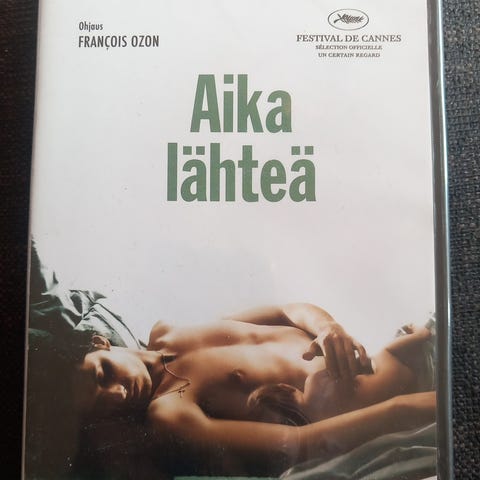 Ohjaus
FRANÇOIS OZON
FESTIVAL DE CANNES
SÉLECTION OFFICIELLE
UN CERTAIN REGARD
Aika
lähteä